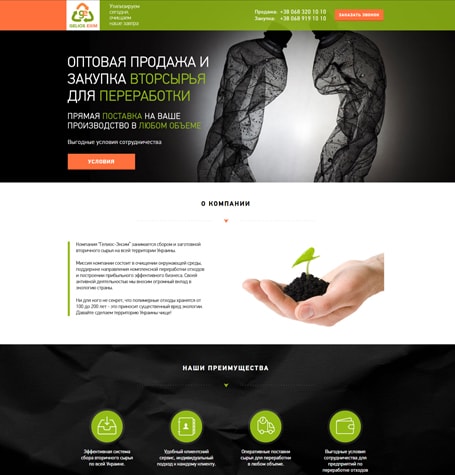 GELIOS EXIM
Утилизируем
сегодня,
очищаем
наше завтра
Продажа: +38 068 320 10 10
Закупка: +38 068 919 10 10
ЗАКАЗАТЬ ЗВОНОК
ОПТОВАЯ ПРОДАЖА И
ЗАКУПКА ВТОРСЫРЬЯ
ДЛЯ ПЕРЕРАБОТКИ
ПРЯМАЯ ПОСТАВКА НА ВАШЕ
ПРОИЗВОДСТВО В ЛЮБОМ ОБЪЕМЕ
Выгодные условия сотрудничества
УСЛОВИЯ
О КОМПАНИИ
Компания "Гелиос-Эксим" занимается сбором и заготовкой
вторичного сырья на всей территории Украины.
Миссия компании состоит в очищении окружающей среды,
поддержке направления комплексной переработки отходов
и построении прибыльного эффективного бизнеса. Своей
активной деятельностью мы вносим огромный вклад в
экологию страны.
Ни для кого не секрет, что полимерные отходы хранятся от
100 до 200 лет - это приносит существенный вред экологии.
Давайте сделаем территорию Украины чище!
НАШИ ПРЕИМУЩЕСТВА
Эффективная система
сбора вторичного сырья
по всей Украине.
Удобный клиентский
сервис, индивидуальный
подход к каждому клиенту.
Оперативные поставки
сырья для переработки
в любом объеме.
Выгодные условия
сотрудничества для
предприятий по
переработке отходов